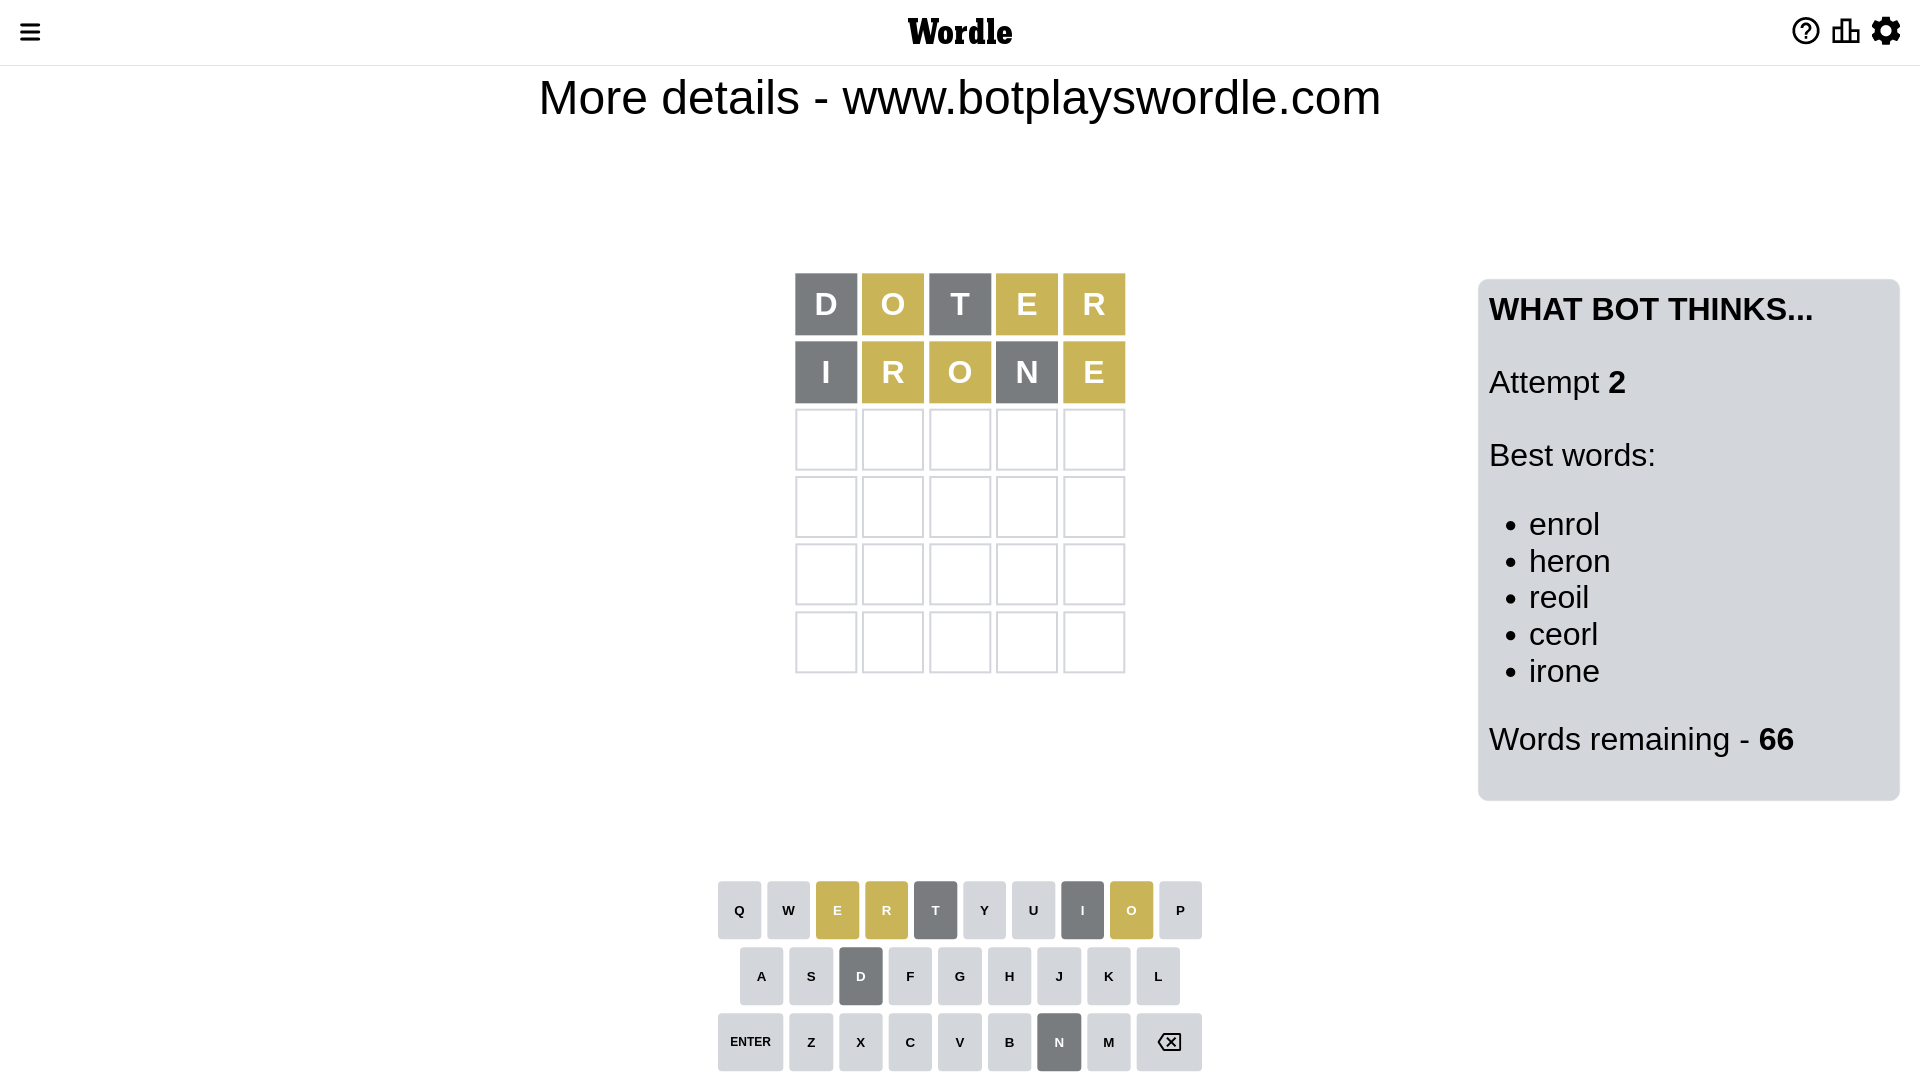 Wordle
More details - www.botplayswordle.com
D O T E R
I R O N E
WHAT BOT THINKS...
Attempt 2
Best words:
• enrol
• heron
• reoil
• ceorl
• irone
Words remaining - 66
Q W E R T Y U I O P
A S D F G H J K L
ENTER Z X C V B N M